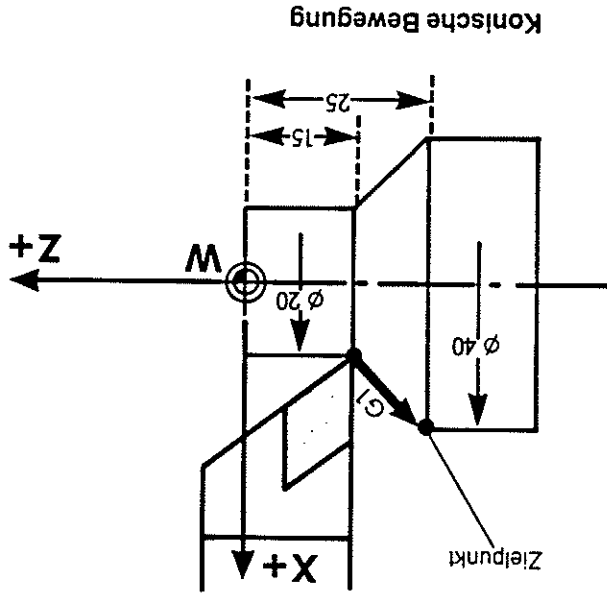 X+
Zielpunkt
G1
ø 40
ø 20
W
Z+
15
25
Konische Bewegung